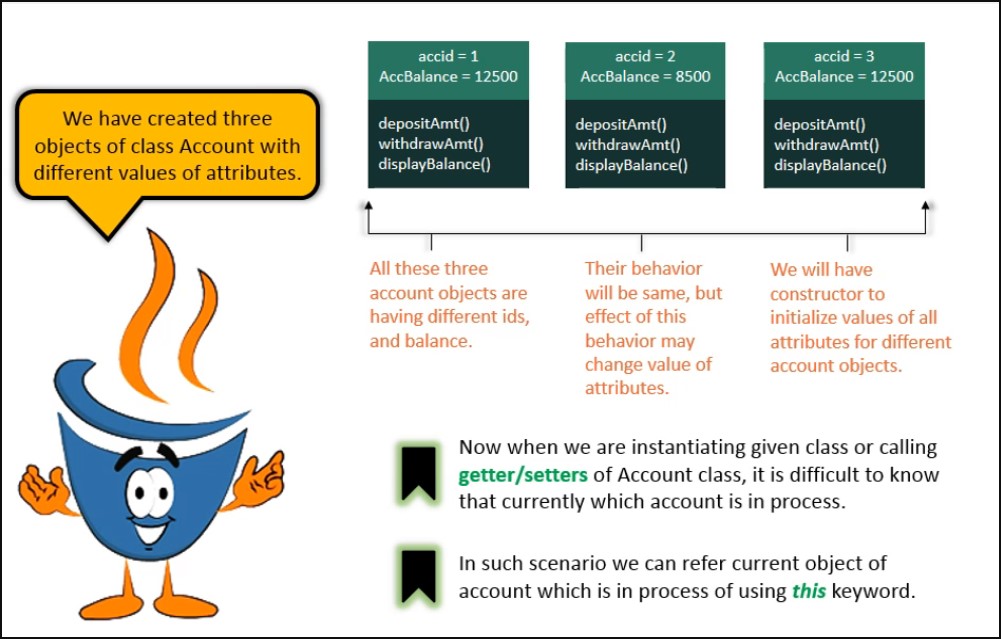 We have created three
objects of class Account with
different values of attributes.
accid = 1
AccBalance = 12500
depositAmt()
withdrawAmt()
displayBalance()
accid = 2
AccBalance = 8500
depositAmt()
withdrawAmt()
displayBalance()
accid = 3
AccBalance = 12500
depositAmt()
withdrawAmt()
displayBalance()
All these three
account objects are
having different ids,
and balance.
Their behavior
will be same, but
effect of this
behavior may
change value of
attributes.
We will have
constructor to
initialize values of all
attributes for different
account objects.
Now when we are instantiating given class or calling
getter/setters of Account class, it is difficult to know
that currently which account is in process.
In such scenario we can refer current object of
account which is in process of using this keyword.